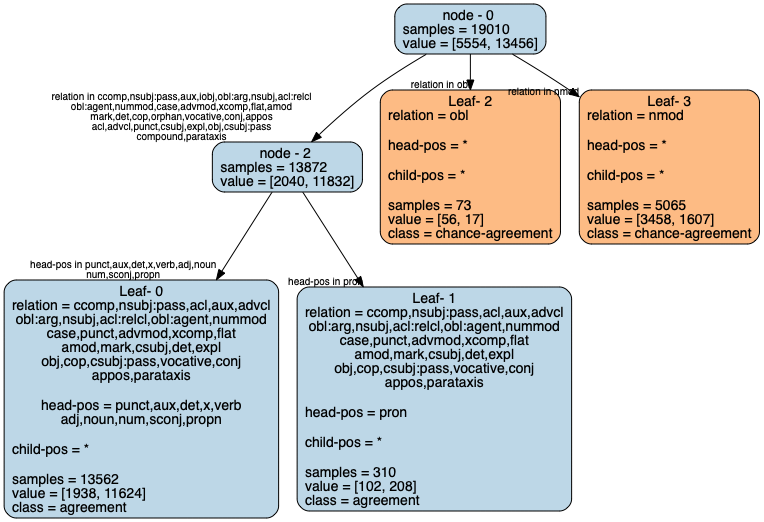 node - 0
samples = 19010
value = [5554, 13456]
relation in ccomp,nsubj:pass,aux,iobj,obl:arg,nsubj,acl:relcl
obl:agent,nummod,case,advmod,xcomp,flat,amod
mark,det,cop,orphan,vocative,conj,appos
acl,advcl,punct,csubj,expl,obj,csubj:pass
compound,parataxis
relation in obl
relation in nmod
node - 2
samples = 13872
value = [2040, 11832]
Leaf- 2
relation = obl
head-pos = *
child-pos = *
samples = 73
value = [56, 17]
class = chance-agreement
Leaf- 3
relation = nmod
head-pos = *
child-pos = *
samples = 5065
value = [3458, 1607]
class = chance-agreement
head-pos in punct,aux,det,x,verb,adj,noun
num,sconj,propn
head-pos in pron
Leaf- 0
relation = ccomp,nsubj:pass,acl,aux,advcl
obl:arg,nsubj,acl:relcl,obl:agent,nummod
case,punct,advmod,xcomp,flat
amod,mark,csubj,det,expl
obj,cop,csubj:pass,vocative,conj
appos,parataxis
head-pos = punct,aux,det,x,verb
adj,noun,num,sconj,propn
child-pos = *
samples = 13562
value = [1938, 11624]
class = agreement
Leaf- 1
relation = ccomp,nsubj:pass,acl,aux,advcl
obl:arg,nsubj,acl:relcl,obl:agent,nummod
case,punct,advmod,xcomp,flat
amod,mark,csubj,det,expl
obj,cop,csubj:pass,vocative,conj
appos,parataxis
head-pos = pron
child-pos = *
samples = 310
value = [102, 208]
class = agreement